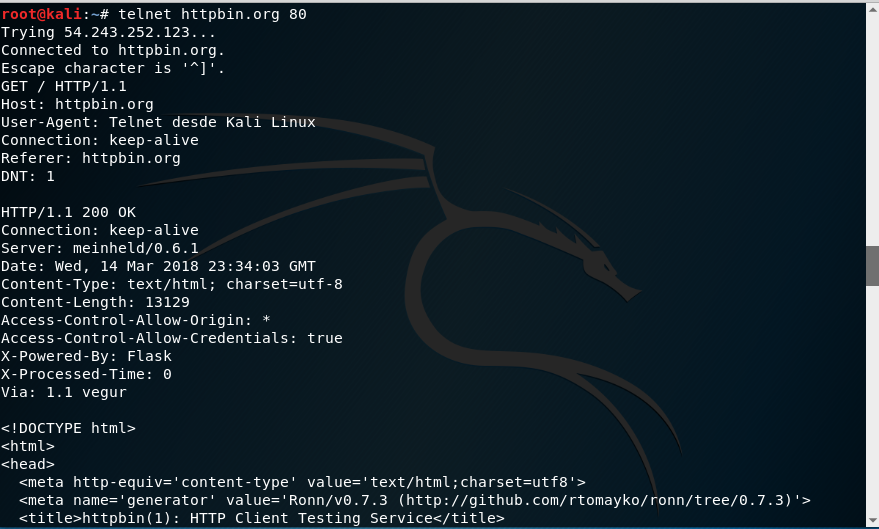 root@kali:~# telnet httpbin.org 80
Trying 54.243.252.123...
Connected to httpbin.org.
Escape character is '^]'.
GET / HTTP/1.1
Host: httpbin.org
User-Agent: Telnet desde Kali Linux
Connection: keep-alive
Referer: httpbin.org
DNT: 1

HTTP/1.1 200 OK
Connection: keep-alive
Server: meinheld/0.6.1
Date: Wed, 14 Mar 2018 23:34:03 GMT
Content-Type: text/html; charset=utf-8
Content-Length: 13129
Access-Control-Allow-Origin: *
Access-Control-Allow-Credentials: true
X-Powered-By: Flask
X-Processed-Time: 0
Via: 1.1 vegur

<!DOCTYPE html>
<html>
<head>
  <meta http-equiv='content-type' value='text/html;charset=utf8'>
  <meta name='generator' value='Ronn/v0.7.3 (http://github.com/rtomayko/ronn/tree/0.7.3)'>
  <title>httpbin(1): HTTP Client Testing Service</title>